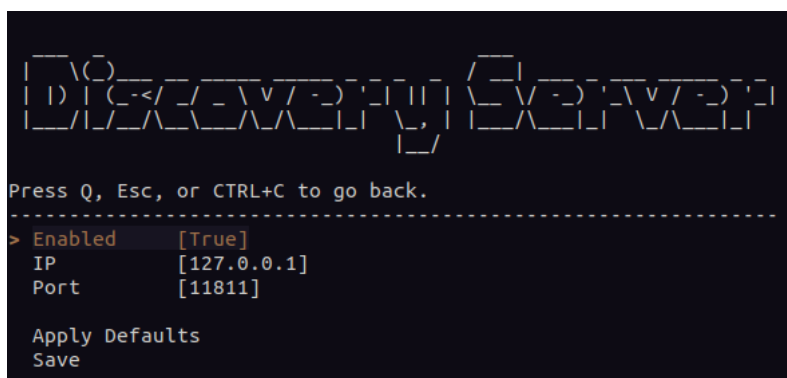 Discovery Server
Press Q, Esc, or CTRL+C to go back.
----------------------------------------------------------------
> Enabled [True]
IP [127.0.0.1]
Port [11811]
Apply Defaults
Save